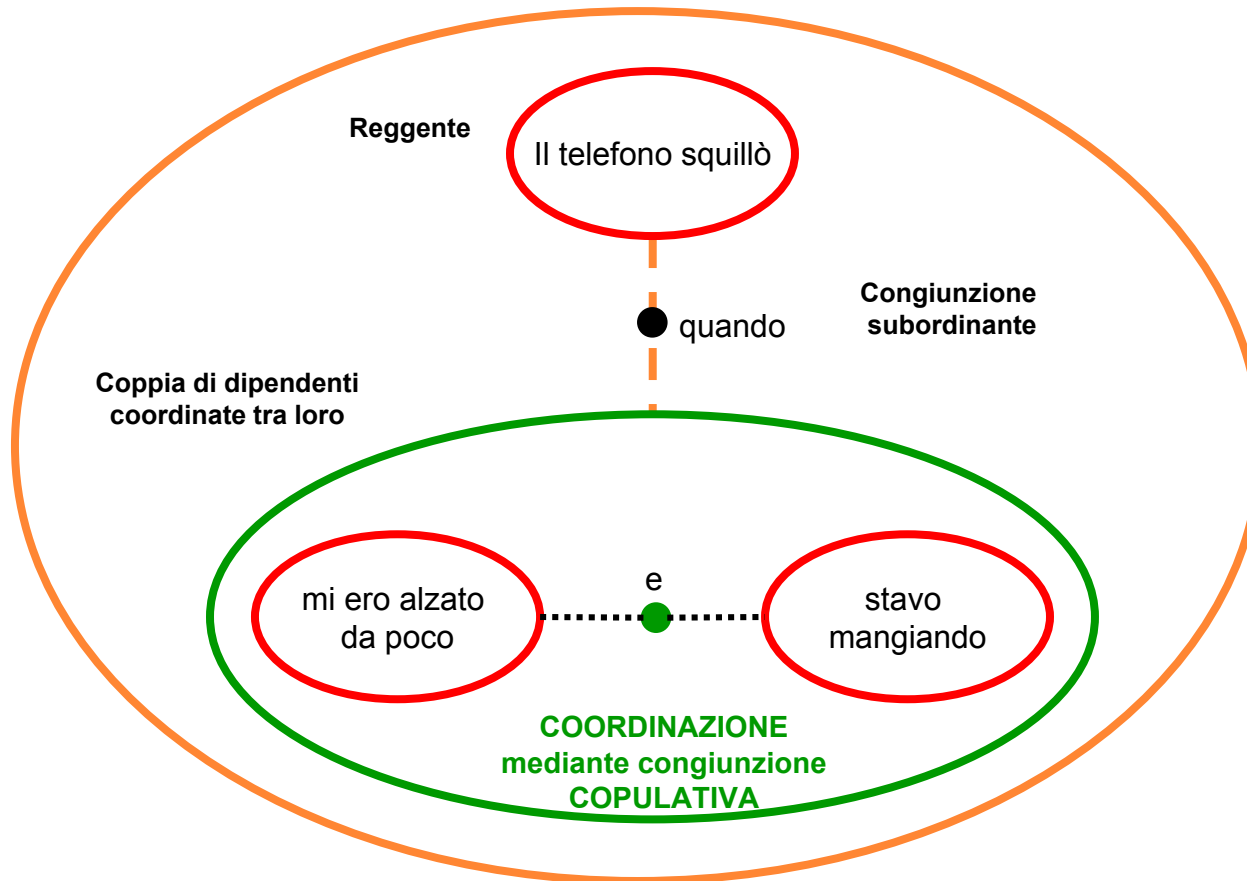 Reggente
Il telefono squillò
Congiunzione
subordinante
quando
Coppia di dipendenti
coordinate tra loro
mi ero alzato
da poco
e
stavo
mangiando
COORDINAZIONE
mediante congiunzione
COPULATIVA